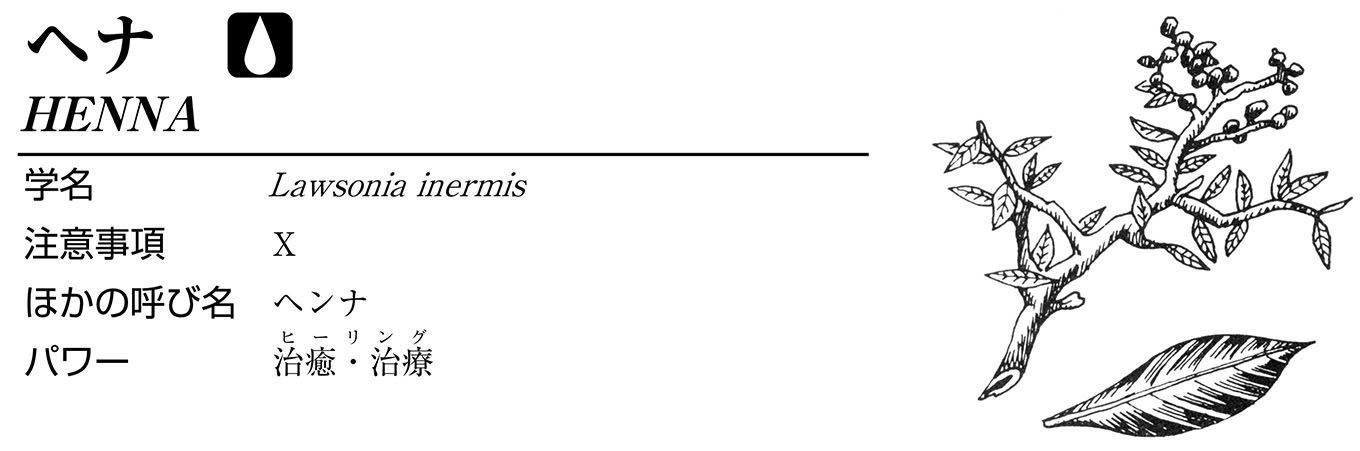 ヘナ
HENNA
学名 Lawsonia inermis
注意事項 X
ほかの呼び名 ヘンナ
ヒーリング
パワー 治癒・治療